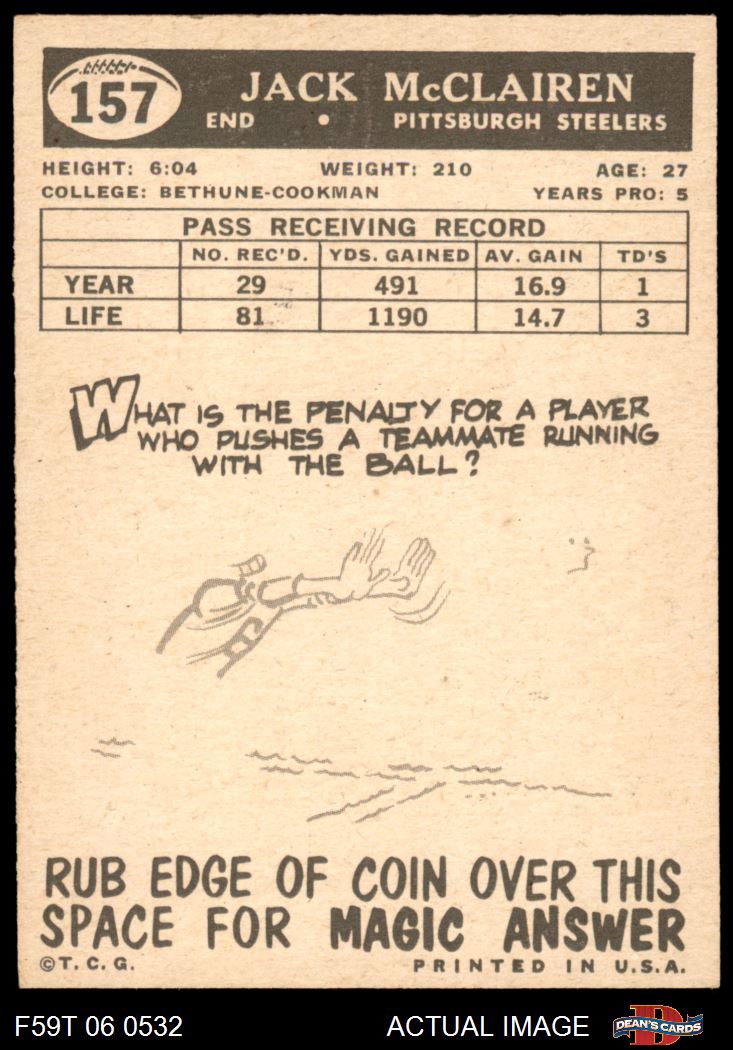 157
JACK McCLAIREN
END • PITTSBURGH STEELERS
HEIGHT: 6:04 WEIGHT: 210 AGE: 27
COLLEGE: BETHUNE-COOKMAN YEARS PRO: 5
PASS RECEIVING RECORD
NO. REC'D. YDS. GAINED AV. GAIN TD'S
YEAR 29 491 16.9 1
LIFE 81 1190 14.7 3
WHAT IS THE PENALTY FOR A PLAYER
WHO PUSHES A TEAMMATE RUNNING
WITH THE BALL?
RUB EDGE OF COIN OVER THIS
SPACE FOR MAGIC ANSWER
© T. C. G. PRINTED IN U.S.A.
F59T 06 0532 ACTUAL IMAGE D DEAN'S CARDS